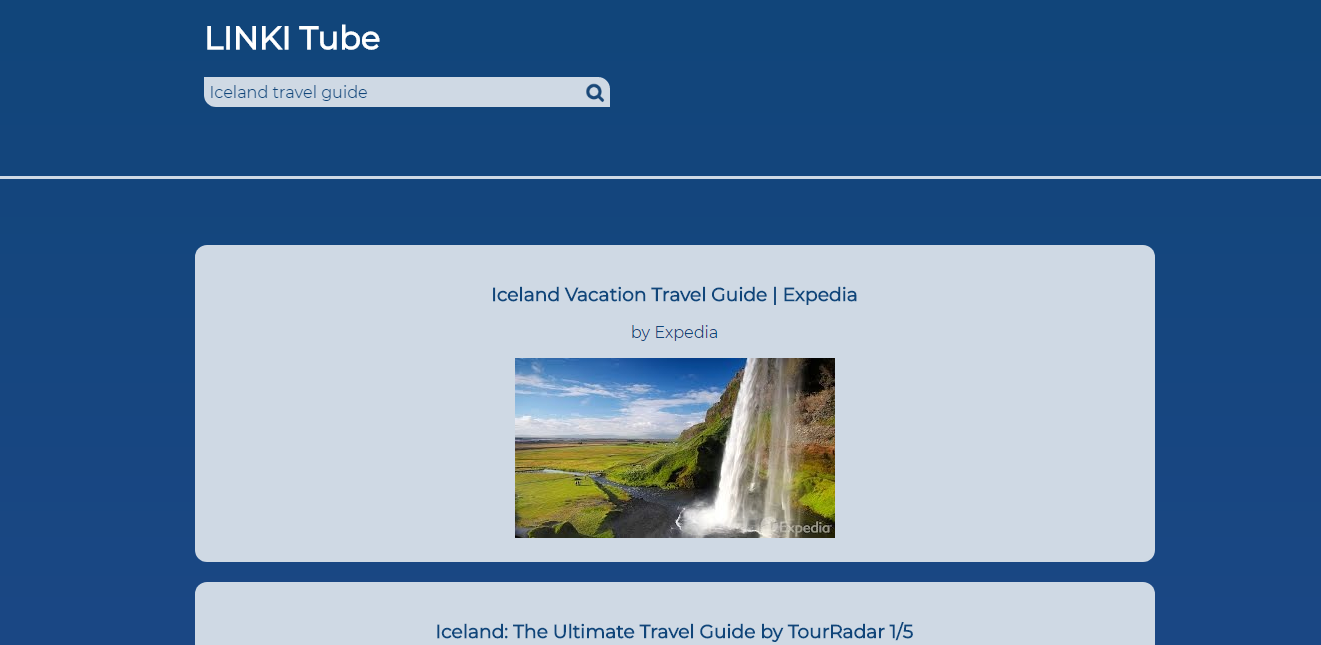 LINKI Tube
Iceland travel guide
Iceland Vacation Travel Guide | Expedia
by Expedia
Expedia
Iceland: The Ultimate Travel Guide by TourRadar 1/5